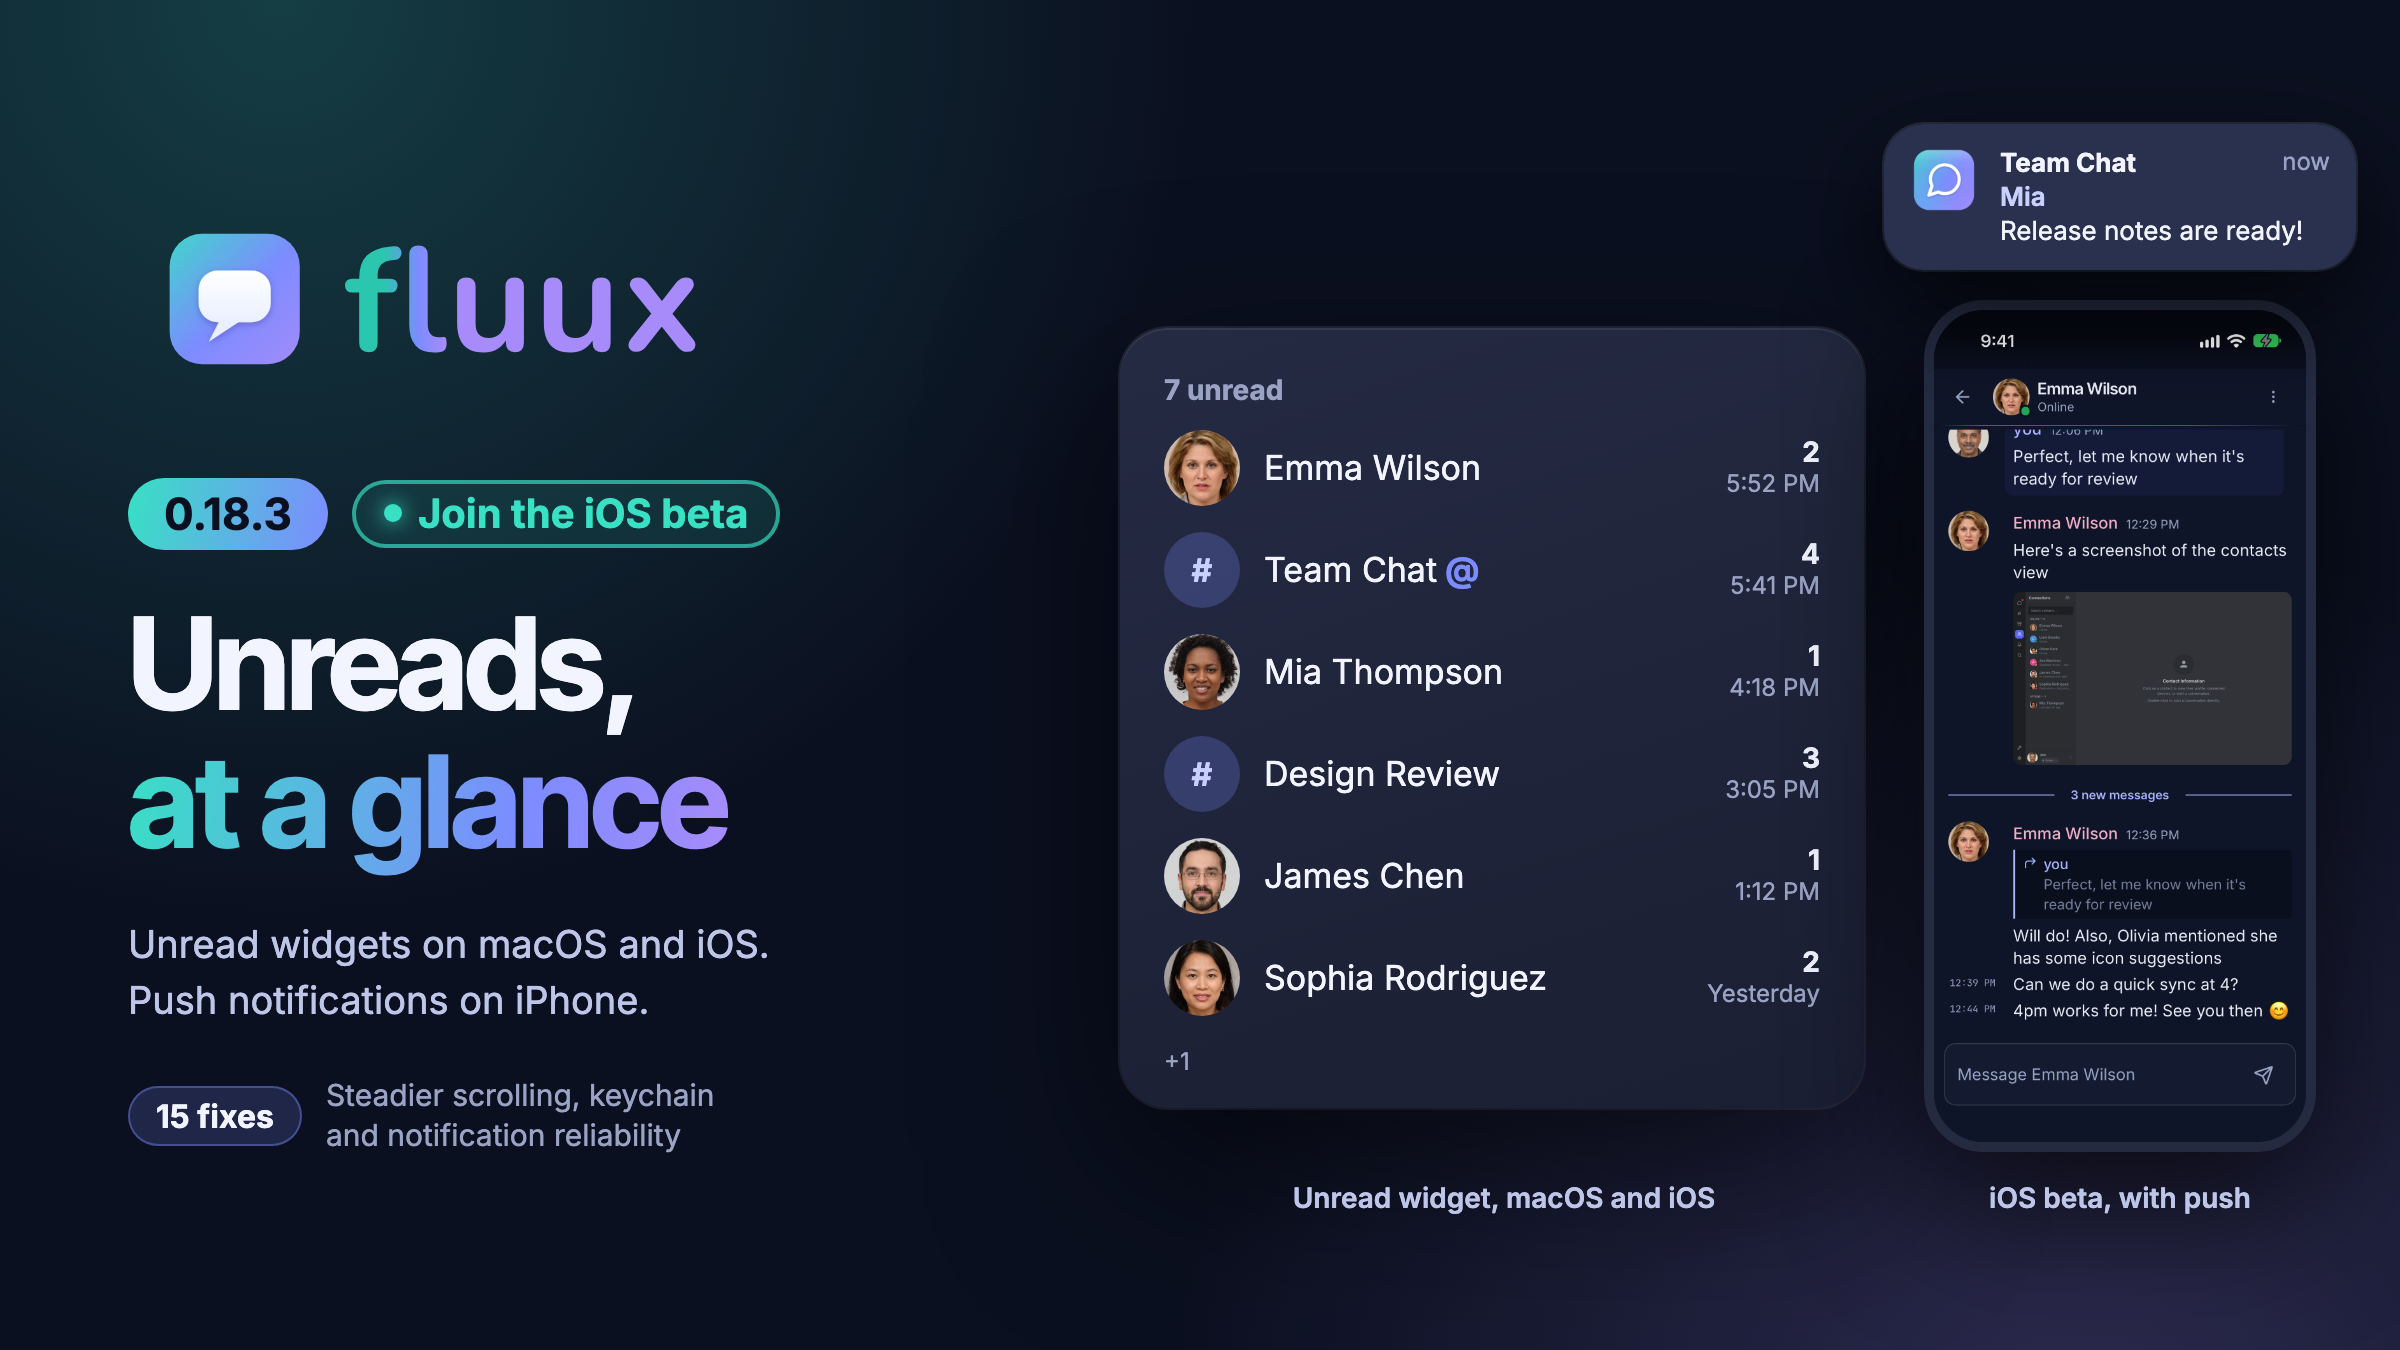 fluux
0.18.3
Join the iOS beta
Unreads,
at a glance
Unread widgets on macOS and iOS.
Push notifications on iPhone.
15 fixes
Steadier scrolling, keychain
and notification reliability
7 unread
Emma Wilson
2
5:52 PM
#
Team Chat @
4
5:41 PM
Mia Thompson
1
4:18 PM
#
Design Review
3
3:05 PM
James Chen
1
1:12 PM
Sophia Rodriguez
2
Yesterday
+1
Unread widget, macOS and iOS
Team Chat
now
Mia
Release notes are ready!
9:41
Emma Wilson
Online
you 12:06 PM
Perfect, let me know when it's
ready for review
Emma Wilson 12:29 PM
Here's a screenshot of the contacts
view
Contact Information
3 new messages
Emma Wilson 12:36 PM
you
Perfect, let me know when it's
ready for review
Will do! Also, Olivia mentioned she
has some icon suggestions
12:39 PM Can we do a quick sync at 4?
12:44 PM 4pm works for me! See you then 😊
Message Emma Wilson
iOS beta, with push